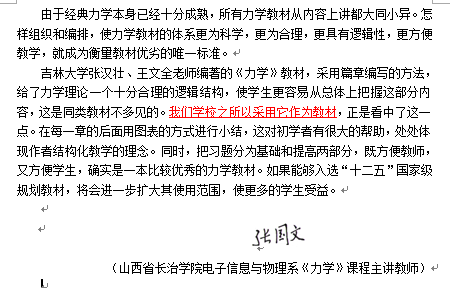 由于经典力学本身已经十分成熟，所有力学教材从内容上讲都大同小异。怎
样组织和编排，使力学教材的体系更为科学，更为合理，更具有逻辑性，更方便
教学，就成为衡量教材优劣的唯一标准。
吉林大学张汉壮、王文全老师编著的《力学》教材，采用篇章编写的方法，
给了力学理论一个十分合理的逻辑结构，使学生更容易从总体上把握这部分内
容，这是同类教材不多见的。我们学校之所以采用它作为教材，正是看中了这一
点。在每一章的后面用图表的方式进行小结，这对初学者有很大的帮助，处处体
现作者结构化教学的理念。同时，把习题分为基础和提高两部分，既方便教师，
又方便学生，确实是一本比较优秀的力学教材。如果能够入选“十二五”国家级
规划教材，将会进一步扩大其使用范围，使更多的学生受益。
张国文
（山西省长治学院电子信息与物理系《力学》课程主讲教师）